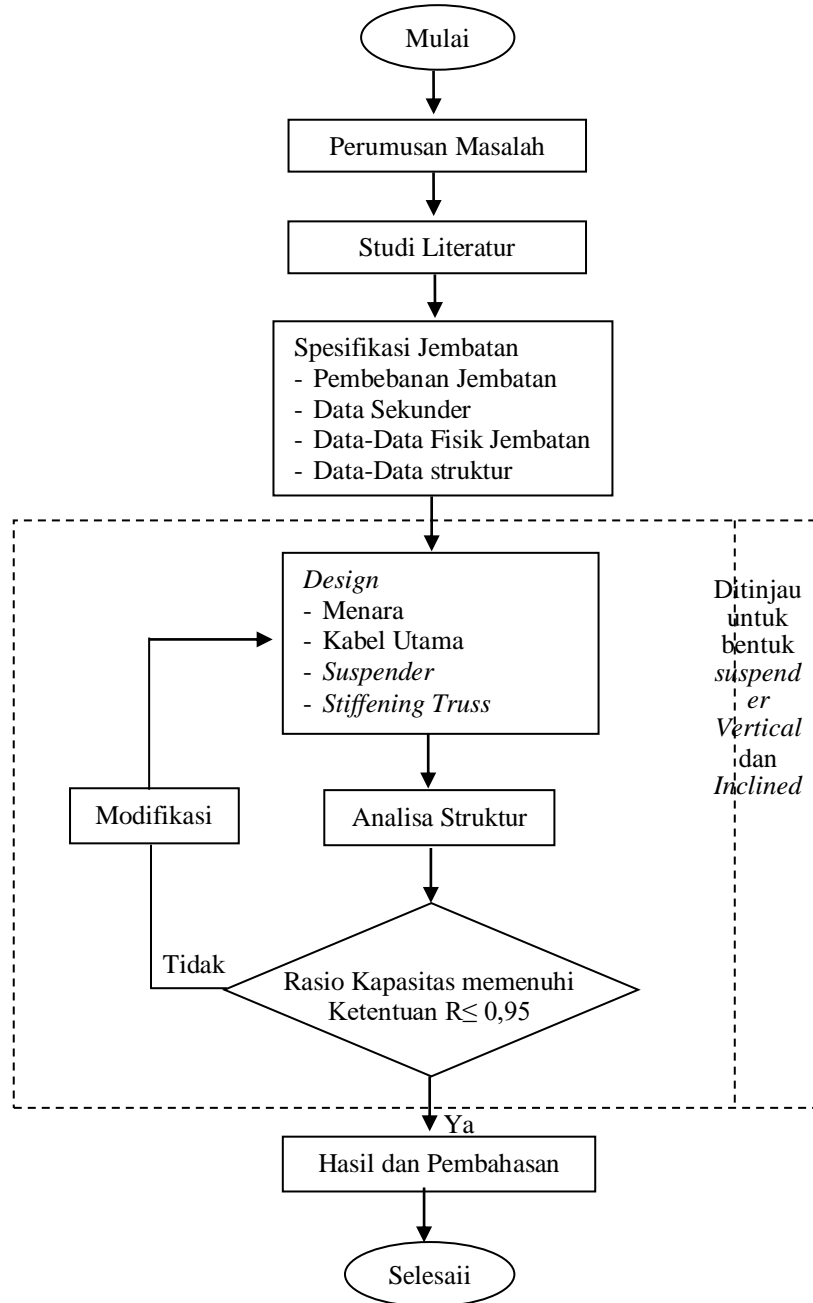 Mulai
Perumusan Masalah
Studi Literatur
Spesifikasi Jembatan
- Pembebanan Jembatan
- Data Sekunder
- Data-Data Fisik Jembatan
- Data-Data struktur
Design
- Menara
- Kabel Utama
- Suspender
- Stiffening Truss
Ditinjau
untuk
bentuk
suspend
er
Vertical
dan
Inclined
Modifikasi
Analisa Struktur
Tidak
Rasio Kapasitas memenuhi
Ketentuan R≤ 0,95
Ya
Hasil dan Pembahasan
Selesaii